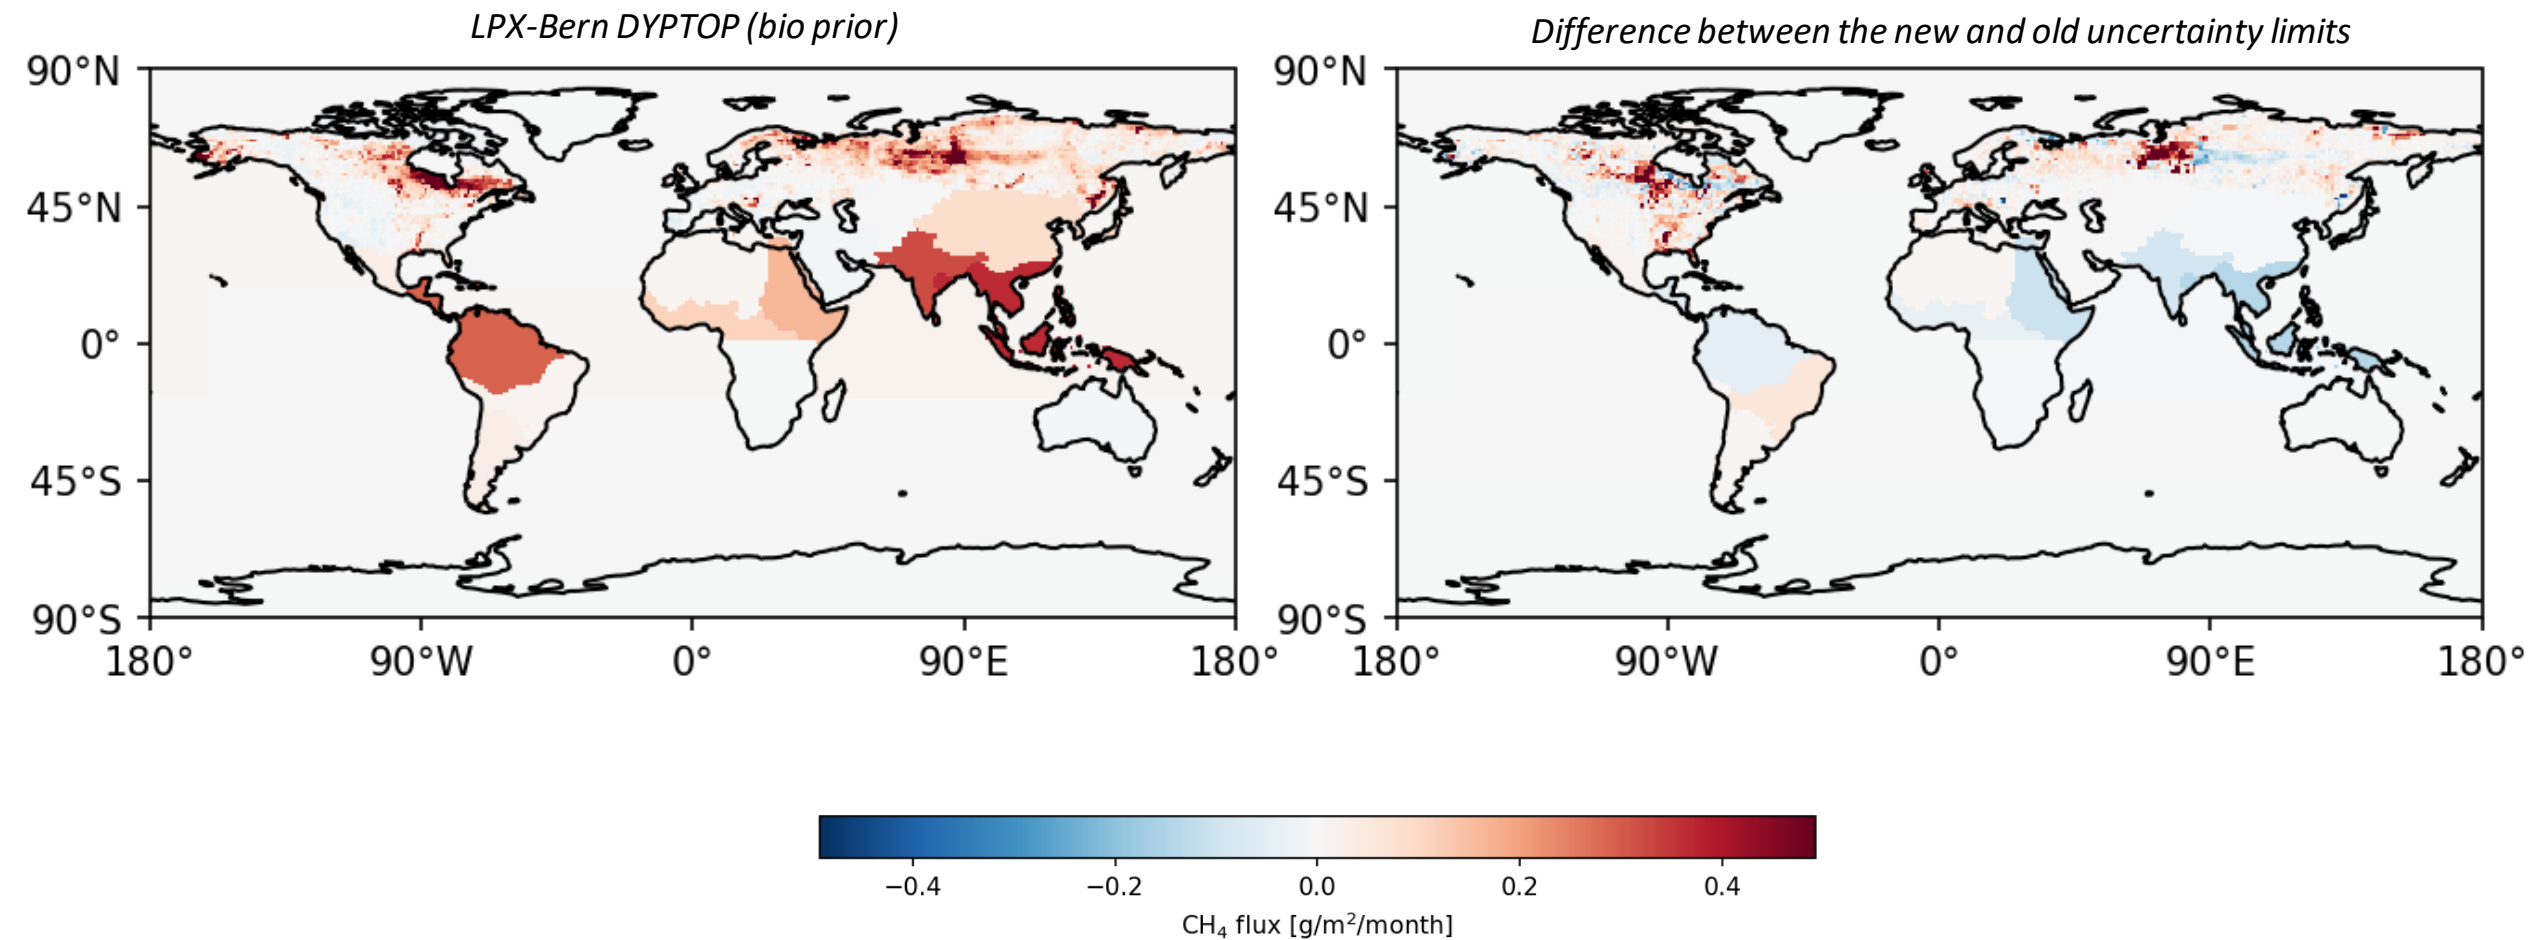 LPX-Bern DYPTOP (bio prior)
Difference between the new and old uncertainty limits
90°N
45°N
0°
45°S
90°S
180°
90°W
0°
90°E
180°
90°N
45°N
0°
45°S
90°S
180°
90°W
0°
90°E
180°
−0.4
−0.2
0.0
0.2
0.4
CH₄ flux [g/m²/month]